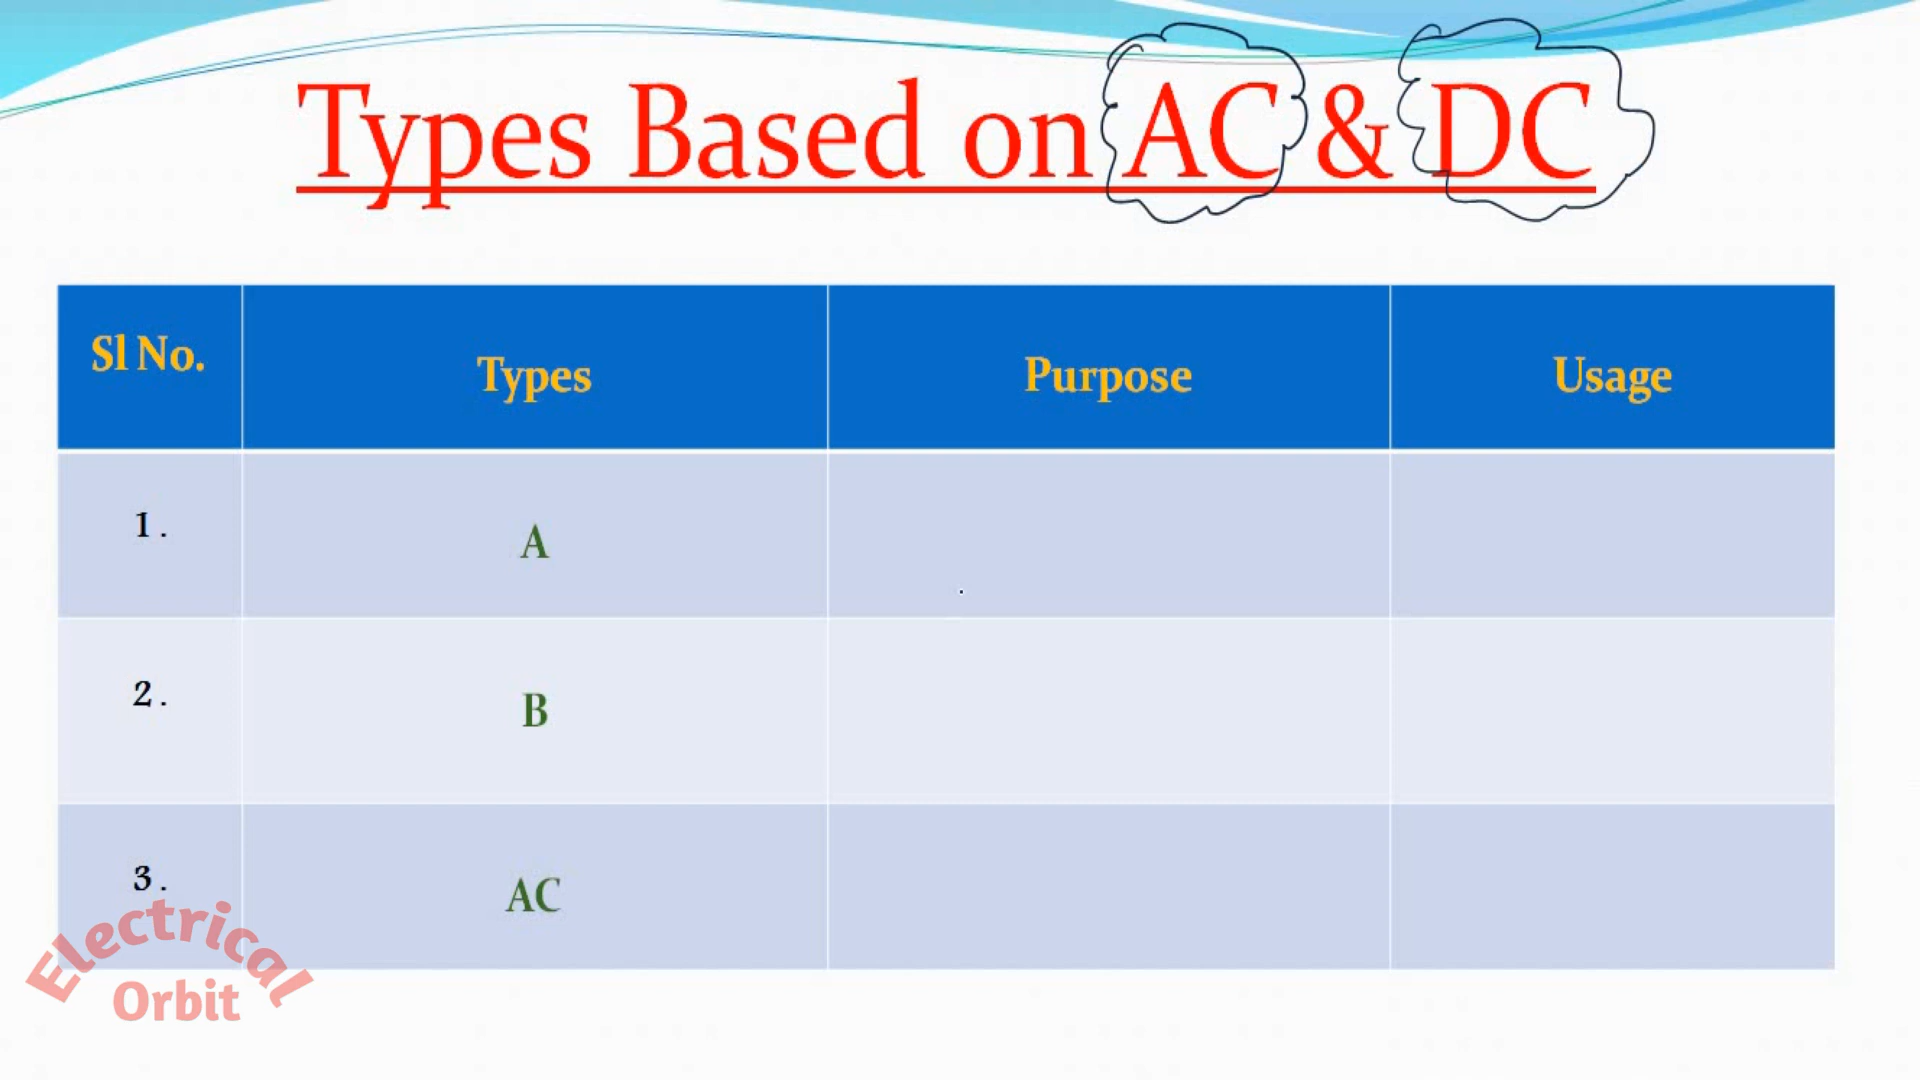 Types Based on AC & DC
Sl No. Types Purpose Usage
1. A
2. B
3. AC
Electrical
Orbit